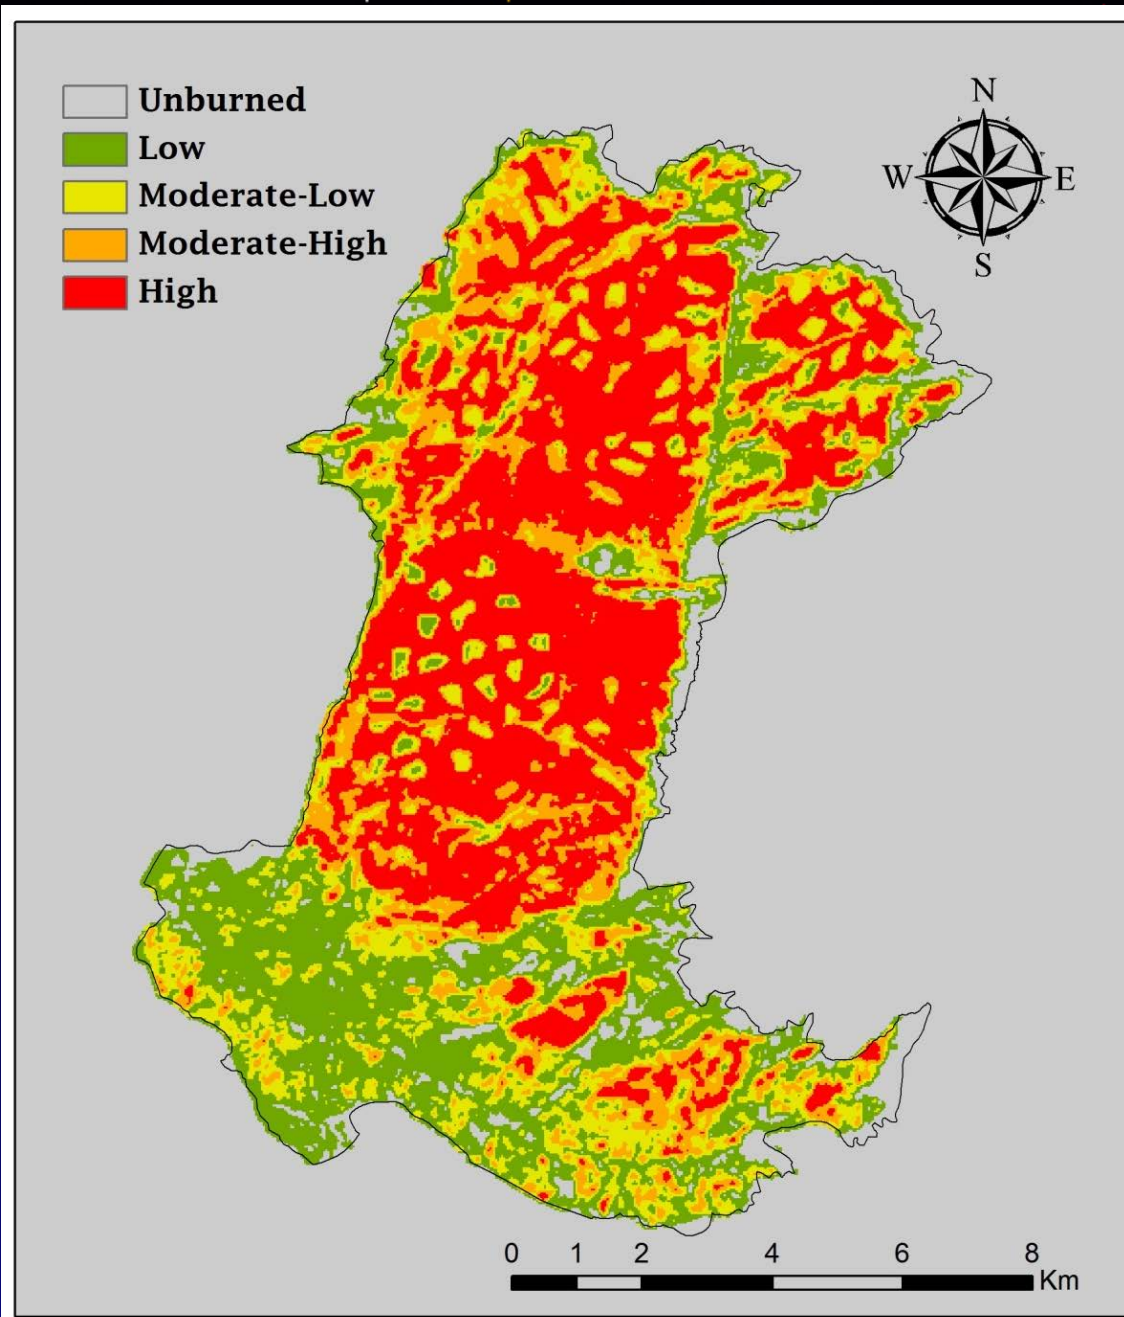 Unburned
Low
Moderate-Low
Moderate-High
High
N
W E
S
0 1 2 4 6 8
Km